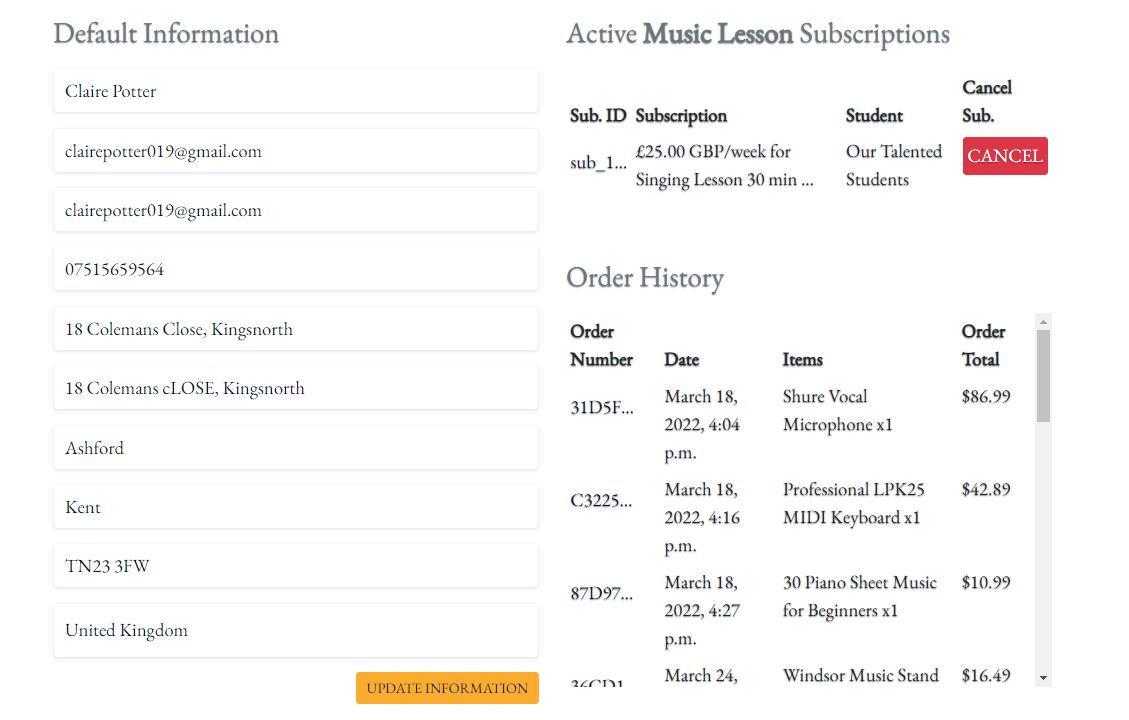 Default Information
Claire Potter
clairepotter019@gmail.com
clairepotter019@gmail.com
07515659564
18 Colemans Close, Kingsnorth
18 Colemans cLOSE, Kingsnorth
Ashford
Kent
TN23 3FW
United Kingdom
UPDATE INFORMATION
Active Music Lesson Subscriptions
Sub. ID Subscription Student Cancel Sub.
sub_1... £25.00 GBP/week for Singing Lesson 30 min ... Our Talented Students CANCEL
Order History
Order Number Date Items Order Total
31D5F... March 18, 2022, 4:04 p.m. Shure Vocal Microphone x1 $86.99
C3225... March 18, 2022, 4:16 p.m. Professional LPK25 MIDI Keyboard x1 $42.89
87D97... March 18, 2022, 4:27 p.m. 30 Piano Sheet Music for Beginners x1 $10.99
March 24, Windsor Music Stand $16.49